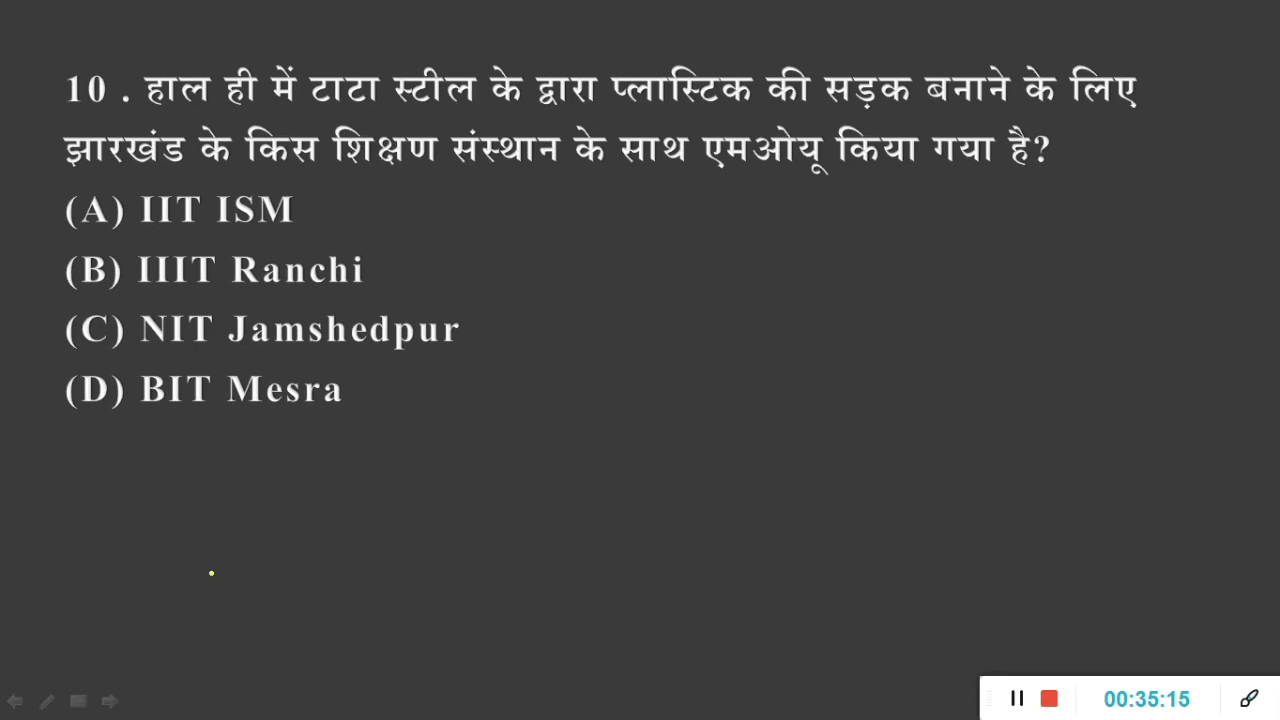 10 . हाल ही में टाटा स्टील के द्वारा प्लास्टिक की सड़क बनाने के लिए
झारखंड के किस शिक्षण संस्थान के साथ एमओयू किया गया है?
(A) IIT ISM
(B) IIIT Ranchi
(C) NIT Jamshedpur
(D) BIT Mesra
00:35:15